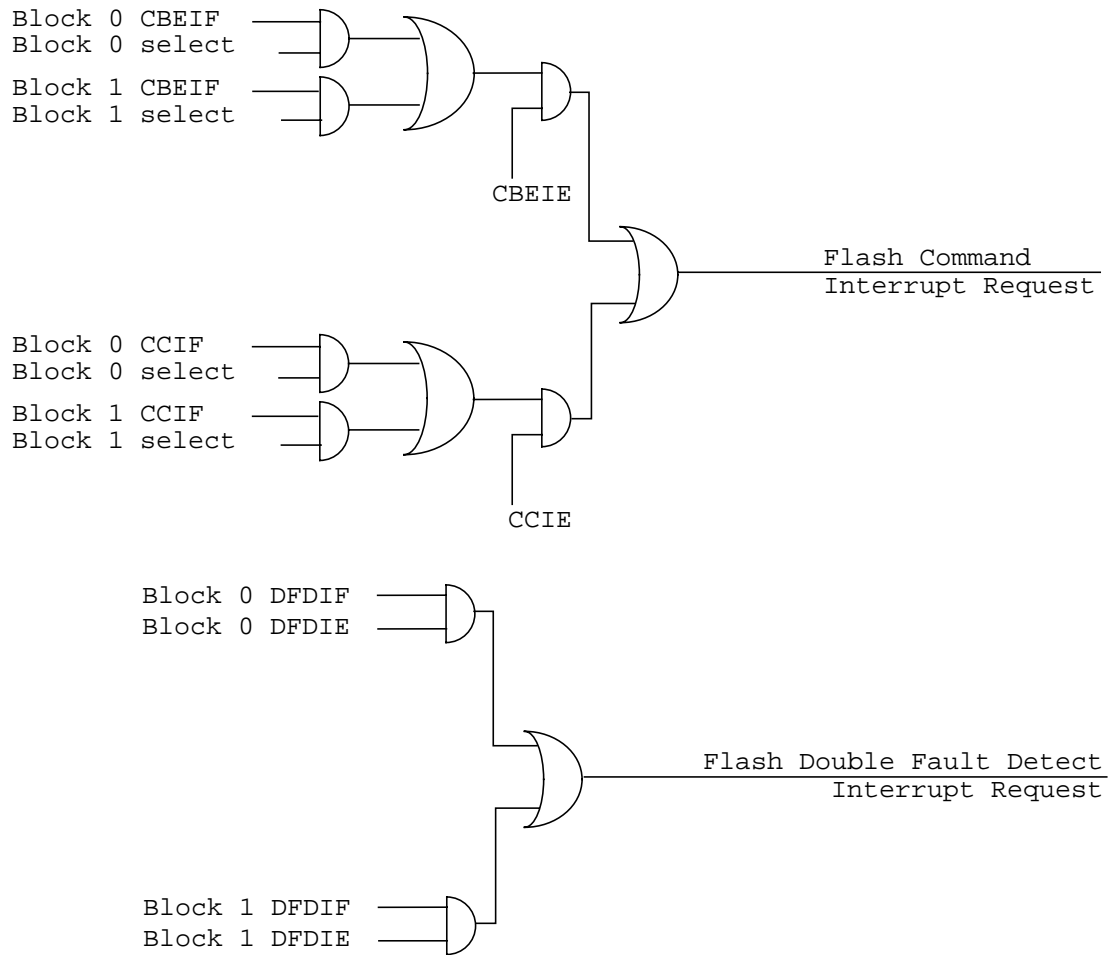 Block 0 CBEIF
Block 0 select
Block 1 CBEIF
Block 1 select
CBEIE
Flash Command
Interrupt Request
Block 0 CCIF
Block 0 select
Block 1 CCIF
Block 1 select
CCIE
Block 0 DFDIF
Block 0 DFDIE
Flash Double Fault Detect
Interrupt Request
Block 1 DFDIF
Block 1 DFDIE